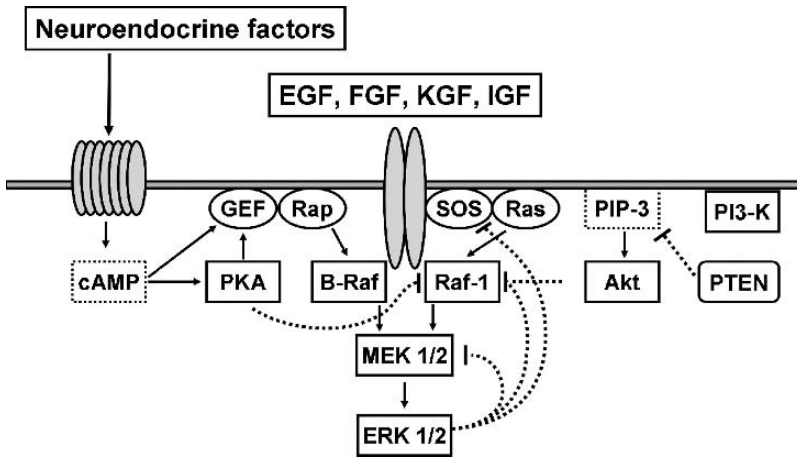 Neuroendocrine factors
EGF, FGF, KGF, IGF
GEF Rap SOS Ras PIP-3 PI3-K
cAMP PKA B-Raf Raf-1 Akt PTEN
MEK 1/2
ERK 1/2